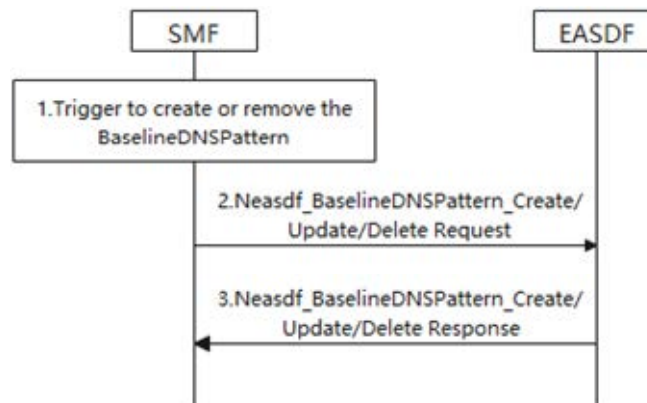 SMF
EASDF
1.Trigger to create or remove the
BaselineDNSPattern
2.Neasdf_BaselineDNSPattern_Create/
Update/Delete Request
3.Neasdf_BaselineDNSPattern_Create/
Update/Delete Response